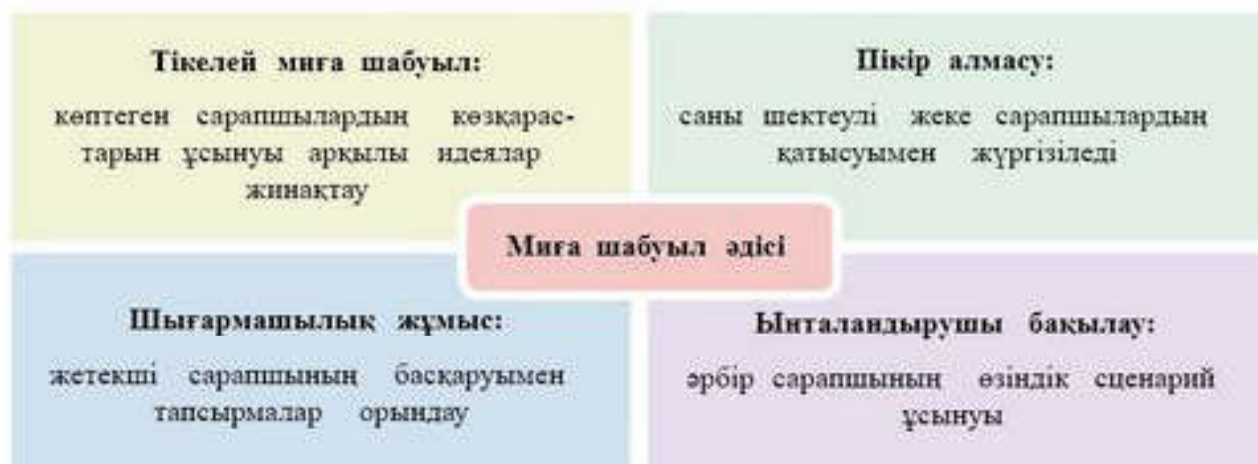 Тікелей миға шабуыл:
көптеген сарапшылардың көзқарас-
тарын ұсынуы арқылы идеялар
жинақтау
Пікір алмасу:
саны шектеулі жеке сарапшылардың
қатысуымен жүргізіледі
Миға шабуыл әдісі
Шығармашылық жұмыс:
жетекші сарапшының басқаруымен
тапсырмалар орындау
Ынталандырушы бақылау:
әрбір сарапшының өзіндік сценарий
ұсынуы